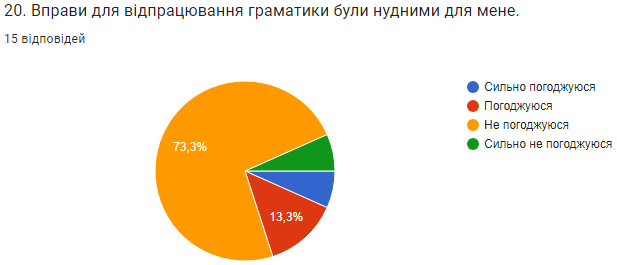 20. Вправи для відпрацювання граматики були нудними для мене.
15 відповідей
Сильно погоджуюся
Погоджуюся
Не погоджуюся
Сильно не погоджуюся
73,3%
13,3%